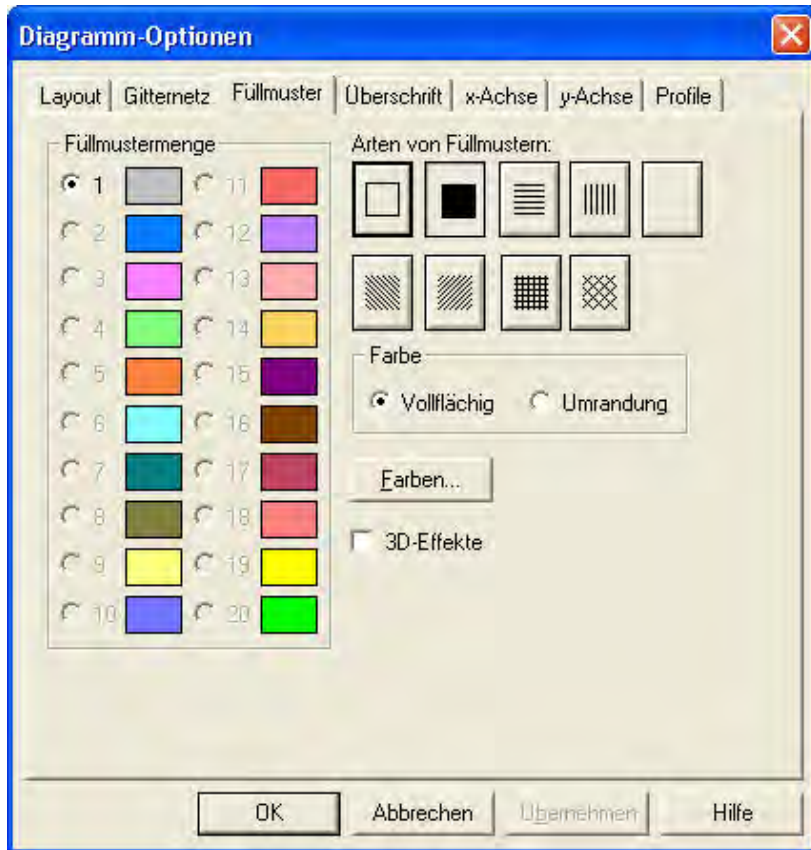 Diagramm-Optionen
Layout Gitternetz Füllmuster Überschrift x-Achse y-Achse Profile
Füllmustermenge
1 11
2 12
3 13
4 14
5 15
6 16
7 17
8 18
9 19
10 20
Arten von Füllmustern:
Farbe
Vollflächig Umrandung
Farben...
3D-Effekte
OK Abbrechen Übernehmen Hilfe